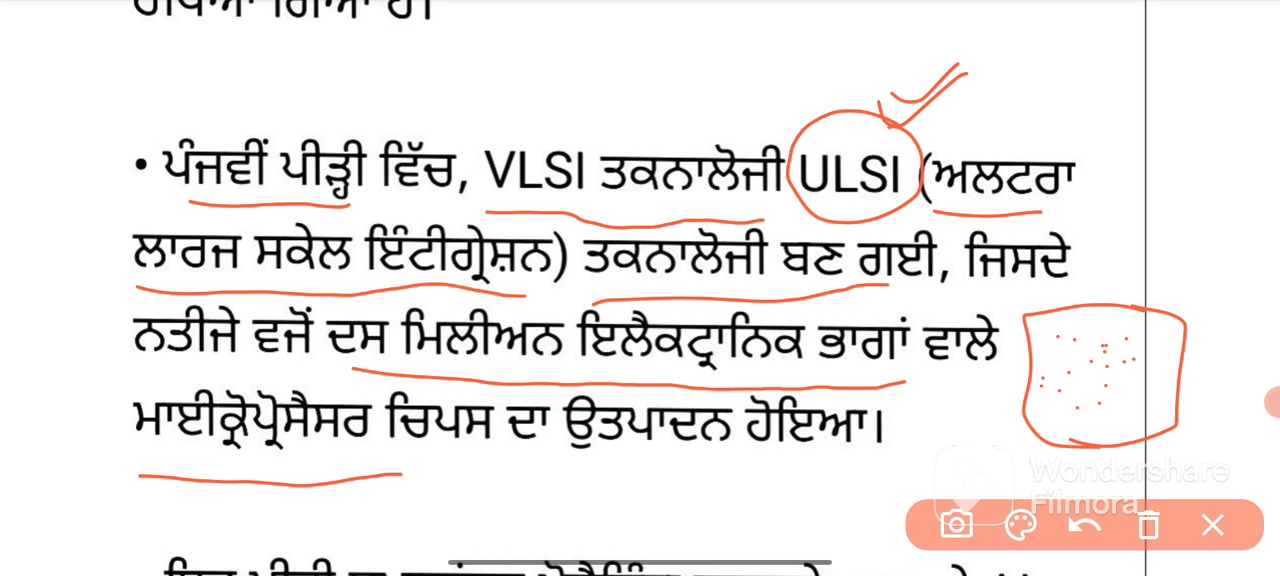 • ਪੰਜਵੀਂ ਪੀੜ੍ਹੀ ਵਿੱਚ, VLSI ਤਕਨਾਲੋਜੀ ULSI (ਅਲਟਰਾ
ਲਾਰਜ ਸਕੇਲ ਇੰਟੀਗ੍ਰੇਸ਼ਨ) ਤਕਨਾਲੋਜੀ ਬਣ ਗਈ, ਜਿਸਦੇ
ਨਤੀਜੇ ਵਜੋਂ ਦਸ ਮਿਲੀਅਨ ਇਲੈਕਟ੍ਰਾਨਿਕ ਭਾਗਾਂ ਵਾਲੇ
ਮਾਈਕ੍ਰੋਪ੍ਰੋਸੈਸਰ ਚਿਪਸ ਦਾ ਉਤਪਾਦਨ ਹੋਇਆ।
Wondershare
Filmora